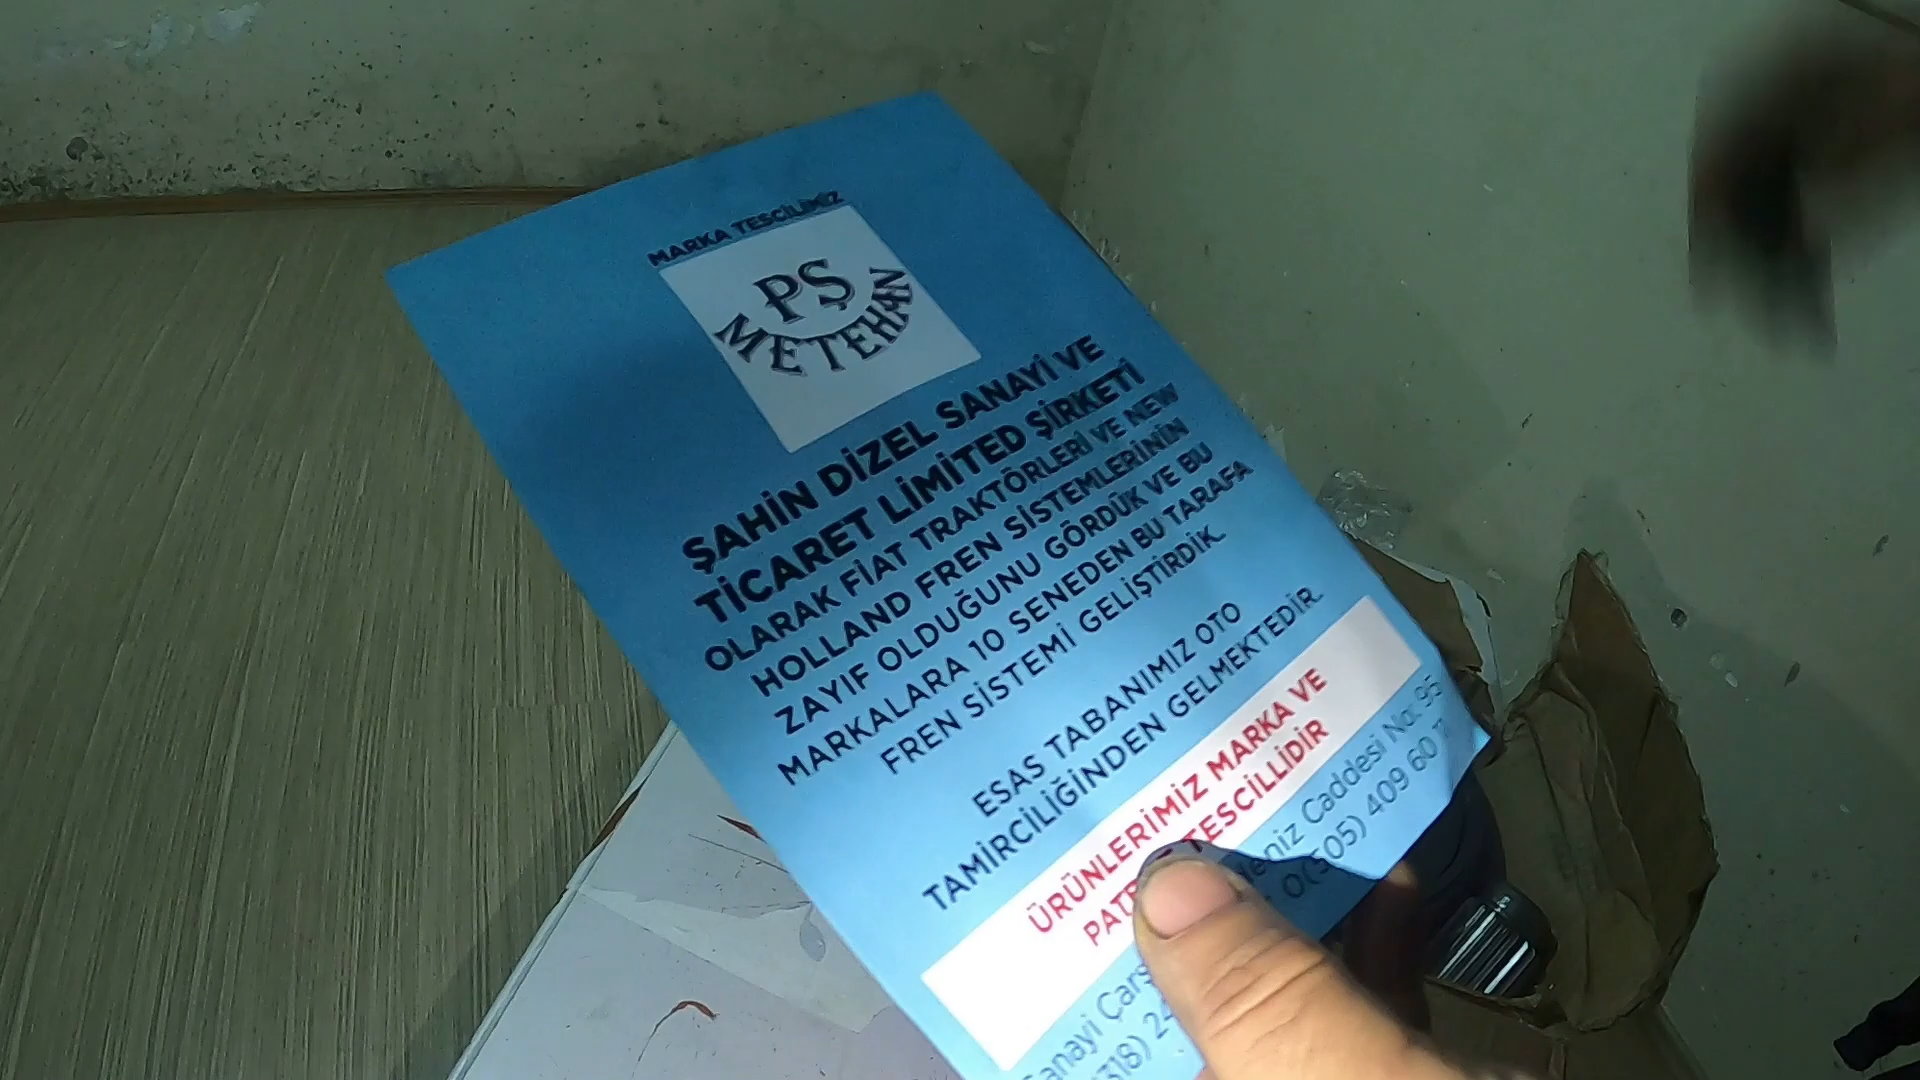 MARKA TESCİLİMİZ
PŞ
METEHAN
ŞAHİN DİZEL SANAYİ VE
TİCARET LİMİTED ŞİRKETİ
OLARAK FİAT TRAKTÖRLERİ VE NEW
HOLLAND FREN SİSTEMLERİNİN
ZAYIF OLDUĞUNU GÖRDÜK VE BU
MARKALARA 10 SENEDEN BU TARAFA
FREN SİSTEMİ GELİŞTİRDİK.
ESAS TABANIMIZ OTO
TAMİRCİLİĞİNDEN GELMEKTEDİR.
ÜRÜNLERİMİZ MARKA VE
TESCİLLİDİR
Caddesi No: 95
0(505) 409 60